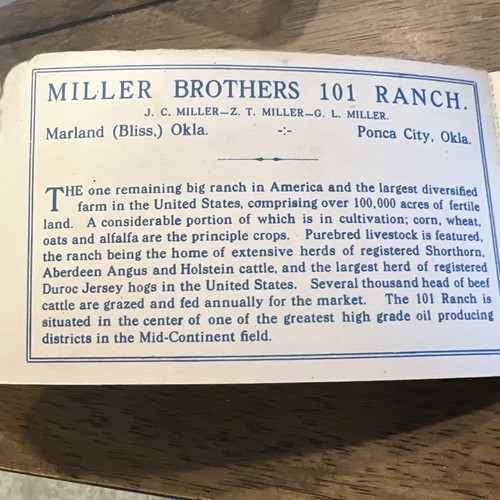 MILLER BROTHERS 101 RANCH.
J. C. MILLER—Z. T. MILLER—G. L. MILLER.
Marland (Bliss,) Okla. -:- Ponca City, Okla.
THE one remaining big ranch in America and the largest diversified
farm in the United States, comprising over 100,000 acres of fertile
land. A considerable portion of which is in cultivation; corn, wheat,
oats and alfalfa are the principle crops. Purebred livestock is featured,
the ranch being the home of extensive herds of registered Shorthorn,
Aberdeen Angus and Holstein cattle, and the largest herd of registered
Duroc Jersey hogs in the United States. Several thousand head of beef
cattle are grazed and fed annually for the market. The 101 Ranch is
situated in the center of one of the greatest high grade oil producing
districts in the Mid-Continent field.